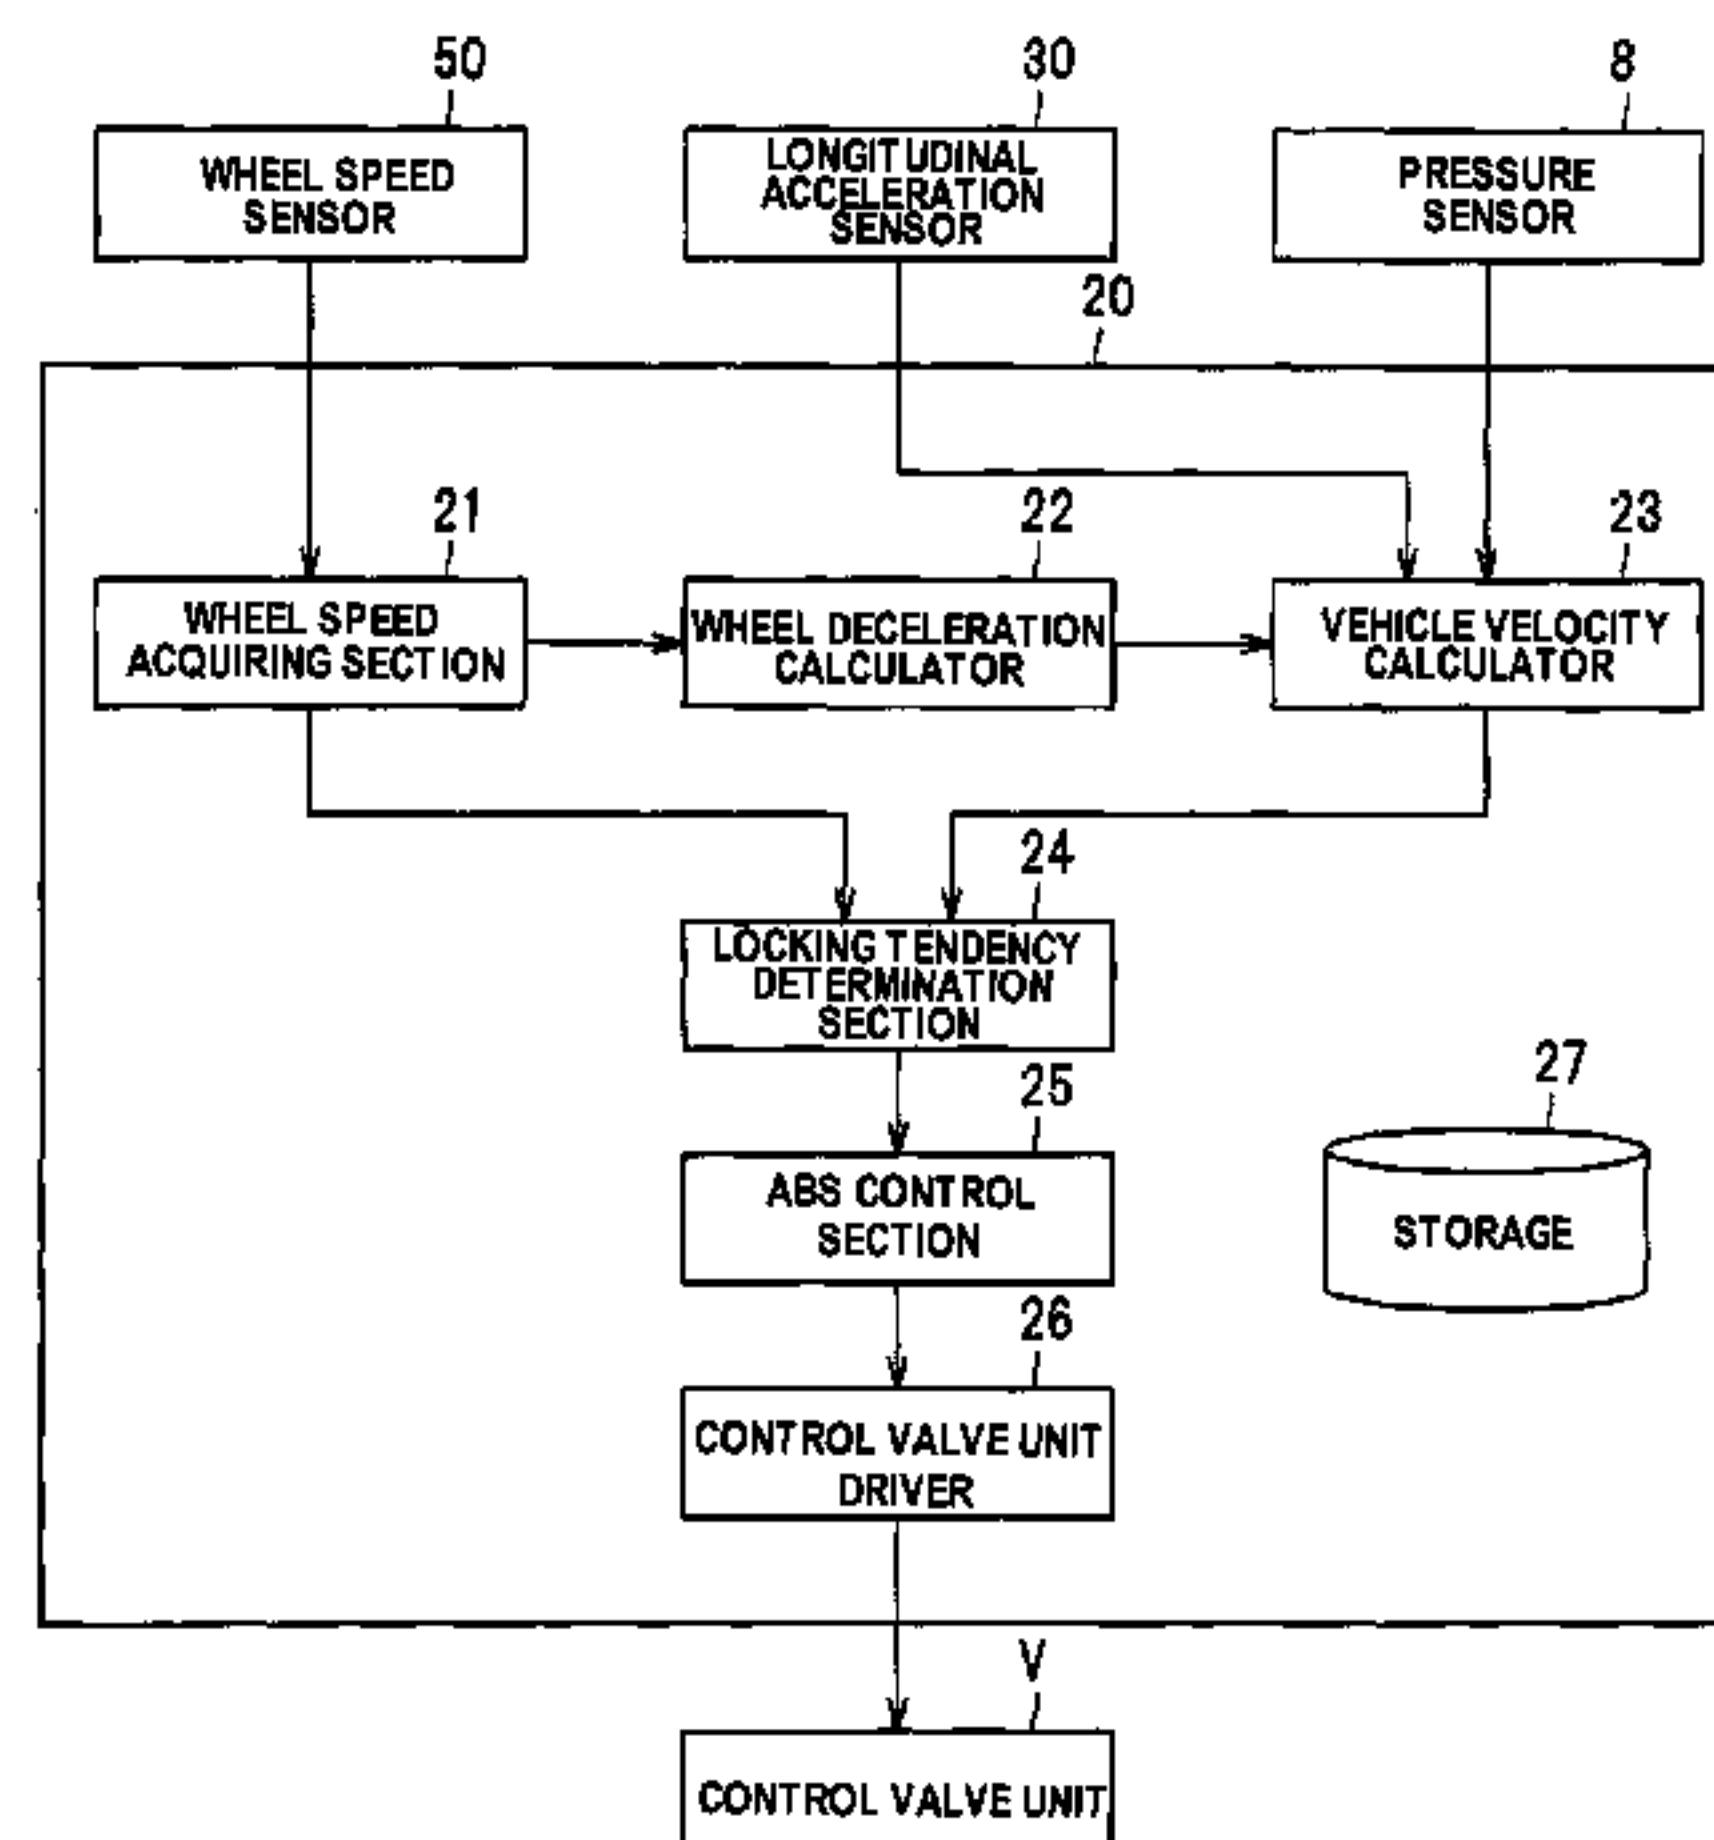 50
WHEEL SPEED
SENSOR
30
LONGITUDINAL
ACCELERATION
SENSOR
8
PRESSURE
SENSOR
20
21
WHEEL SPEED
ACQUIRING SECTION
22
WHEEL DECELERATION
CALCULATOR
23
VEHICLE VELOCITY
CALCULATOR
24
LOCKING TENDENCY
DETERMINATION
SECTION
25
ABS CONTROL
SECTION
27
STORAGE
26
CONTROL VALVE UNIT
DRIVER
V
CONTROL VALVE UNIT